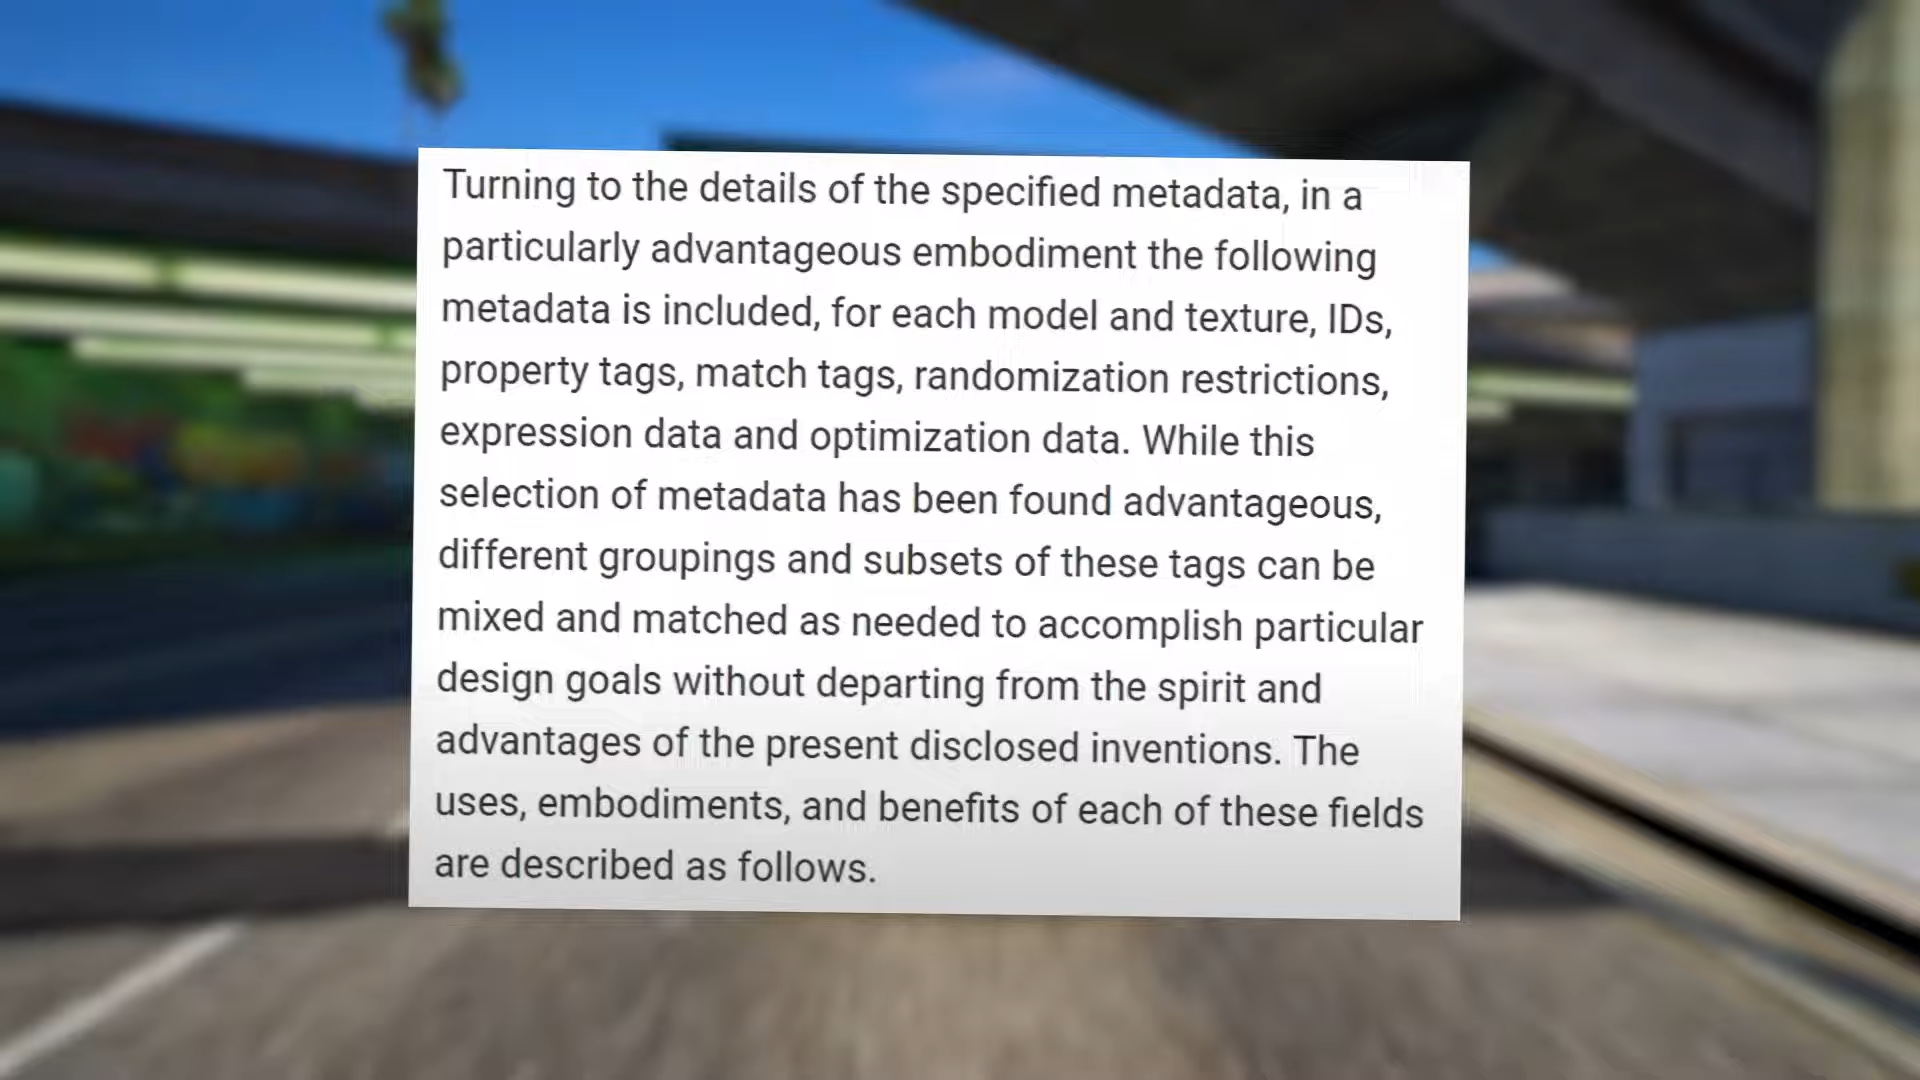 Turning to the details of the specified metadata, in a
particularly advantageous embodiment the following
metadata is included, for each model and texture, IDs,
property tags, match tags, randomization restrictions,
expression data and optimization data. While this
selection of metadata has been found advantageous,
different groupings and subsets of these tags can be
mixed and matched as needed to accomplish particular
design goals without departing from the spirit and
advantages of the present disclosed inventions. The
uses, embodiments, and benefits of each of these fields
are described as follows.